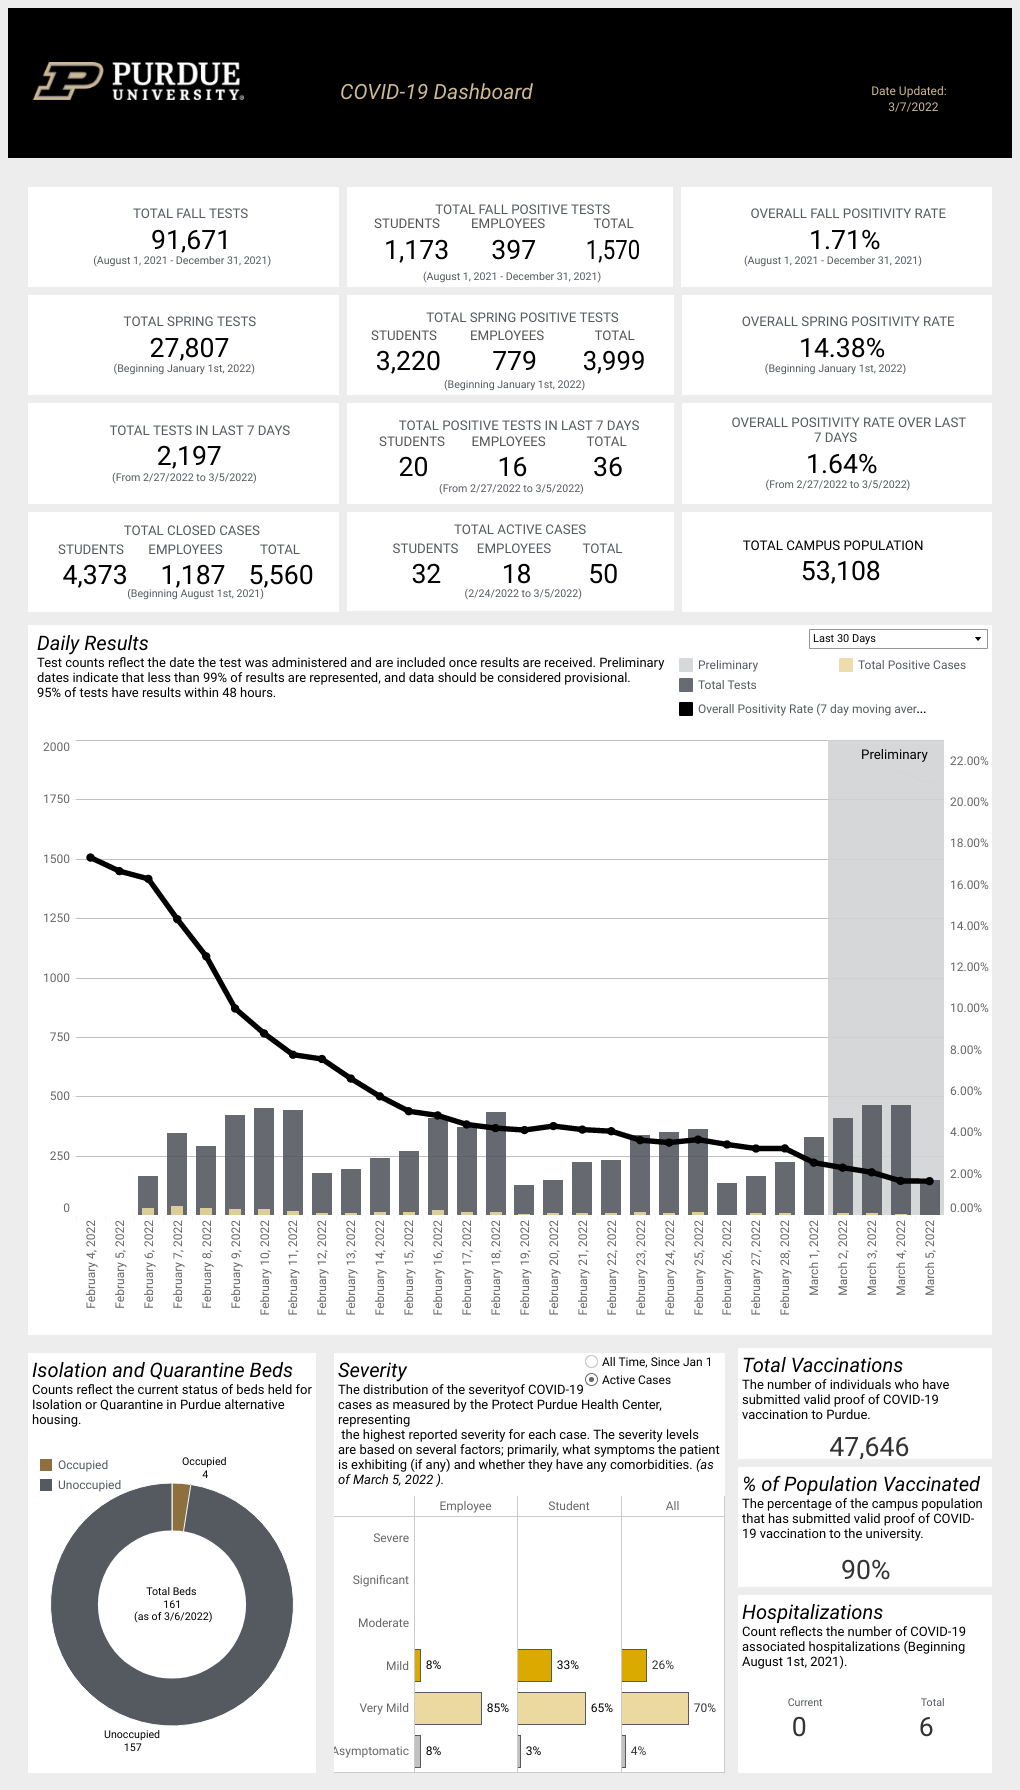 PURDUE
UNIVERSITY®
COVID-19 Dashboard
Date Updated:
3/7/2022
TOTAL FALL TESTS
91,671
(August 1, 2021 - December 31, 2021)
TOTAL FALL POSITIVE TESTS
STUDENTS EMPLOYEES TOTAL
1,173 397 1,570
(August 1, 2021 - December 31, 2021)
OVERALL FALL POSITIVITY RATE
1.71%
(August 1, 2021 - December 31, 2021)
TOTAL SPRING TESTS
27,807
(Beginning January 1st, 2022)
TOTAL SPRING POSITIVE TESTS
STUDENTS EMPLOYEES TOTAL
3,220 779 3,999
(Beginning January 1st, 2022)
OVERALL SPRING POSITIVITY RATE
14.38%
(Beginning January 1st, 2022)
TOTAL TESTS IN LAST 7 DAYS
2,197
(From 2/27/2022 to 3/5/2022)
TOTAL POSITIVE TESTS IN LAST 7 DAYS
STUDENTS EMPLOYEES TOTAL
20 16 36
(From 2/27/2022 to 3/5/2022)
OVERALL POSITIVITY RATE OVER LAST
7 DAYS
1.64%
(From 2/27/2022 to 3/5/2022)
TOTAL CLOSED CASES
STUDENTS EMPLOYEES TOTAL
4,373 1,187 5,560
(Beginning August 1st, 2021)
TOTAL ACTIVE CASES
STUDENTS EMPLOYEES TOTAL
32 18 50
(2/24/2022 to 3/5/2022)
TOTAL CAMPUS POPULATION
53,108
Daily Results
Test counts reflect the date the test was administered and are included once results are received. Preliminary
dates indicate that less than 99% of results are represented, and data should be considered provisional.
95% of tests have results within 48 hours.
Last 30 Days
Preliminary
Total Positive Cases
Total Tests
Overall Positivity Rate (7 day moving aver...
Preliminary
2000
1750
1500
1250
1000
750
500
250
0
22.00%
20.00%
18.00%
16.00%
14.00%
12.00%
10.00%
8.00%
6.00%
4.00%
2.00%
0.00%
February 4, 2022
February 5, 2022
February 6, 2022
February 7, 2022
February 8, 2022
February 9, 2022
February 10, 2022
February 11, 2022
February 12, 2022
February 13, 2022
February 14, 2022
February 15, 2022
February 16, 2022
February 17, 2022
February 18, 2022
February 19, 2022
February 20, 2022
February 21, 2022
February 22, 2022
February 23, 2022
February 24, 2022
February 25, 2022
February 26, 2022
February 27, 2022
February 28, 2022
March 1, 2022
March 2, 2022
March 3, 2022
March 4, 2022
March 5, 2022
Isolation and Quarantine Beds
Counts reflect the current status of beds held for
Isolation or Quarantine in Purdue alternative
housing.
Occupied
Unoccupied
Occupied
4
Total Beds
161
(as of 3/6/2022)
Unoccupied
157
Severity
All Time, Since Jan 1
Active Cases
The distribution of the severityof COVID-19
cases as measured by the Protect Purdue Health Center,
representing
the highest reported severity for each case. The severity levels
are based on several factors; primarily, what symptoms the patient
is exhibiting (if any) and whether they have any comorbidities. (as
of March 5, 2022 ).
Employee Student All
Severe
Significant
Moderate
Mild 8% 33% 26%
Very Mild 85% 65% 70%
Asymptomatic 8% 3% 4%
Total Vaccinations
The number of individuals who have
submitted valid proof of COVID-19
vaccination to Purdue.
47,646
% of Population Vaccinated
The percentage of the campus population
that has submitted valid proof of COVID-
19 vaccination to the university.
90%
Hospitalizations
Count reflects the number of COVID-19
associated hospitalizations (Beginning
August 1st, 2021).
Current Total
0 6